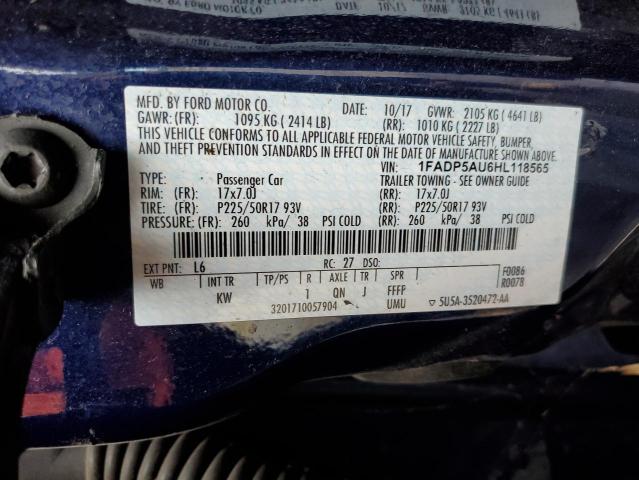 MFD. BY FORD MOTOR CO. DATE: 10/17 GVWR: 2105 KG ( 4641 LB)
GAWR: (FR) 1095 KG ( 2414 LB) (RR): 1010 KG ( 2227 LB)
THIS VEHICLE CONFORMS TO ALL APPLICABLE FEDERAL MOTOR VEHICLE SAFETY, BUMPER,
AND THEFT PREVENTION STANDARDS IN EFFECT ON THE DATE OF MANUFACTURE SHOWN ABOVE.
VIN: 1FADP5AU6HL118565
TYPE: Passenger Car TRAILER TOWING - SEE OWNER GUIDE
RIM: (FR): 17x7.0J (RR): 17x7.0J
TIRE: (FR): P225/50R17 93V (RR): P225/50R17 93V
PRESSURE: (FR) 260 kPa/ 38 PSI COLD (RR): 260 kPa/ 38 PSI COLD
EXT PNT: L6 RC: 27 DSO:
WB INT TR TP/PS R AXLE TR SPR F0086
KW 1 QN J FFFF R0078
3201710057904 UMU 5U5A-3520472-AA